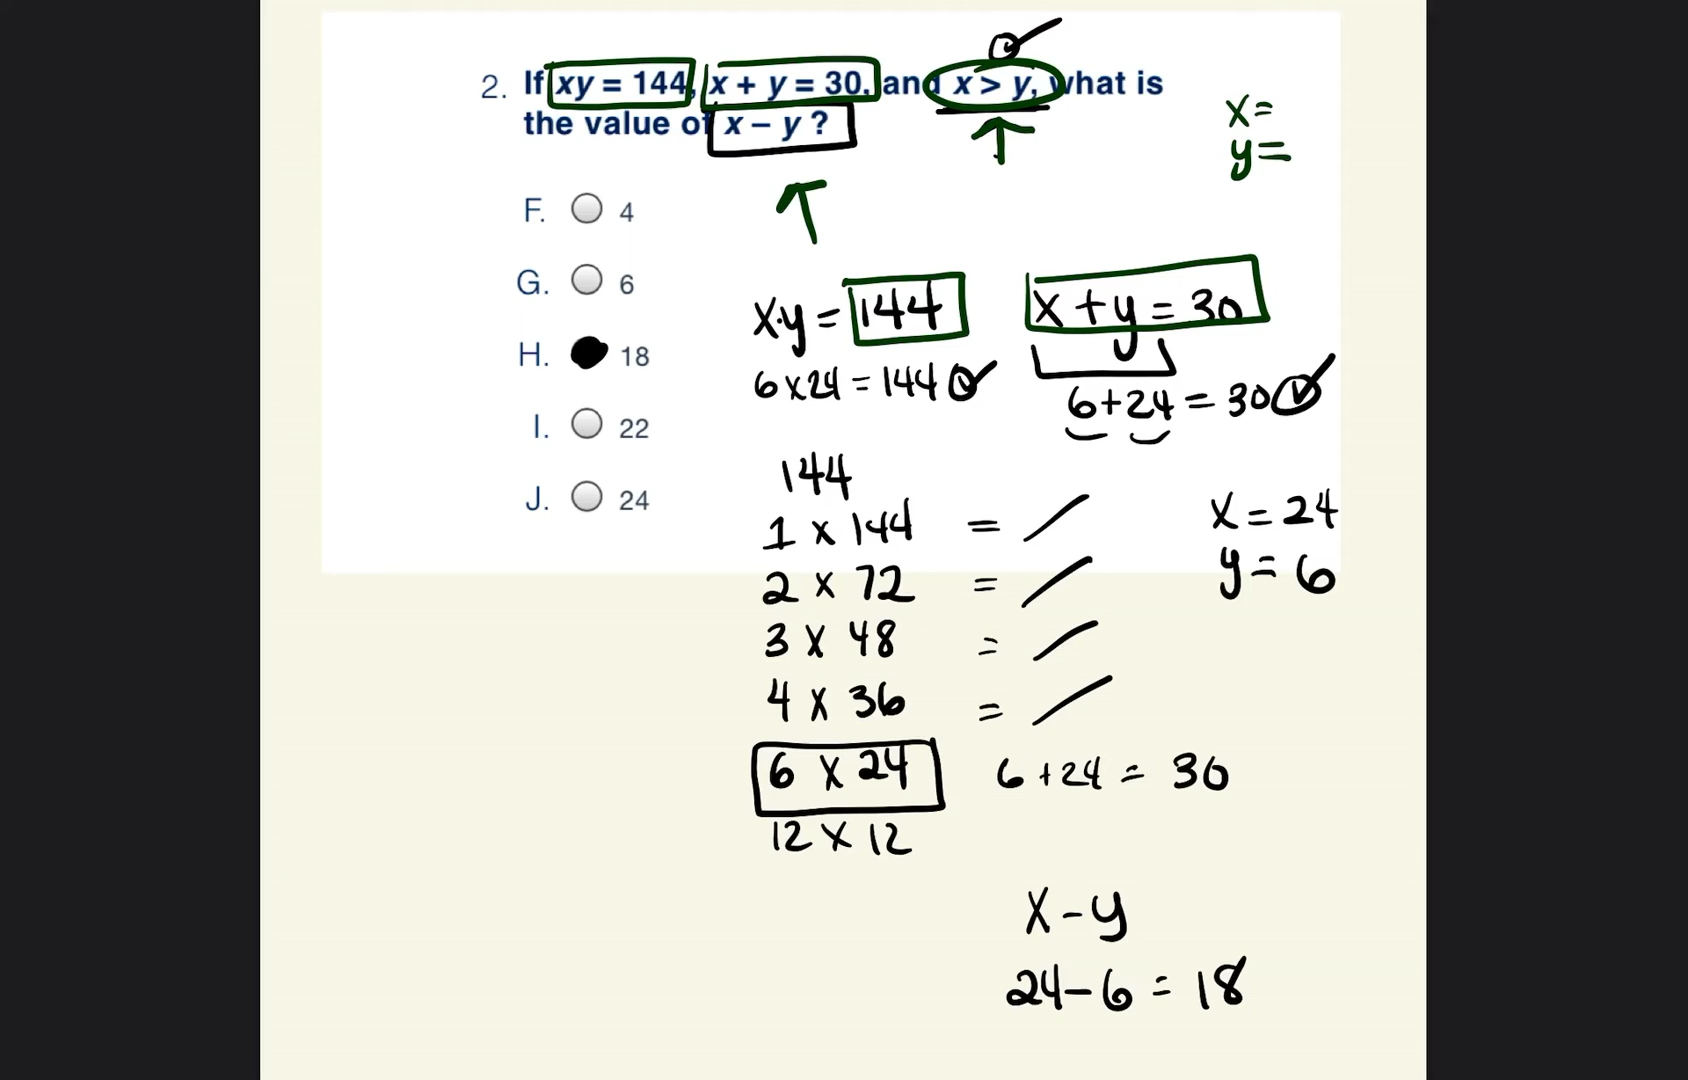 2. If xy = 144, x + y = 30, and x > y, what is
the value of x – y ?
x=
y=
F. 4
G. 6
H. 18
I. 22
J. 24
x·y = 144
x + y = 30
6 x 24 = 144
6 + 24 = 30
144
1 x 144 =
2 x 72 =
3 x 48 =
4 x 36 =
6 x 24 6 + 24 = 30
12 x 12
x = 24
y = 6
x - y
24 - 6 = 18